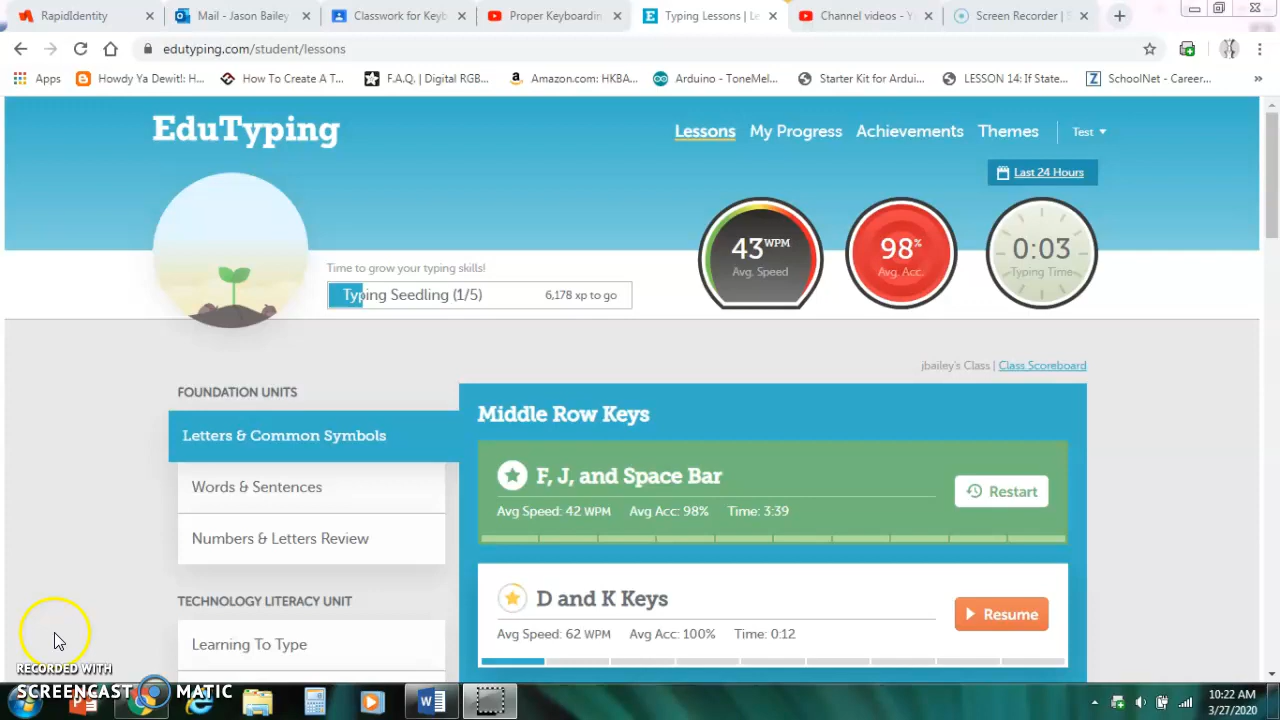 RapidIdentity
Mail - Jason Bailey
Classwork for Keyb
Proper Keyboarding
Typing Lessons | Le
Channel videos - Y
Screen Recorder | S
edutyping.com/student/lessons
Apps
Howdy Ya Dewit!: H...
How To Create A T...
F.A.Q. | Digital RGB...
Amazon.com: HKBA...
Arduino - ToneMel...
Starter Kit for Ardui...
LESSON 14: If State...
SchoolNet - Career...
»
EduTyping
Lessons
My Progress
Achievements
Themes
Test
Last 24 Hours
43 WPM
Avg. Speed
98%
Avg. Acc.
0:03
Typing Time
Time to grow your typing skills!
Typing Seedling (1/5)
6,178 xp to go
jbailey's Class | Class Scoreboard
FOUNDATION UNITS
Letters & Common Symbols
Words & Sentences
Numbers & Letters Review
TECHNOLOGY LITERACY UNIT
Learning To Type
Middle Row Keys
F, J, and Space Bar
Avg Speed: 42 WPM Avg Acc: 98% Time: 3:39
Restart
D and K Keys
Avg Speed: 62 WPM Avg Acc: 100% Time: 0:12
Resume
RECORDED WITH
SCREENCAST MATIC
10:22 AM
3/27/2020